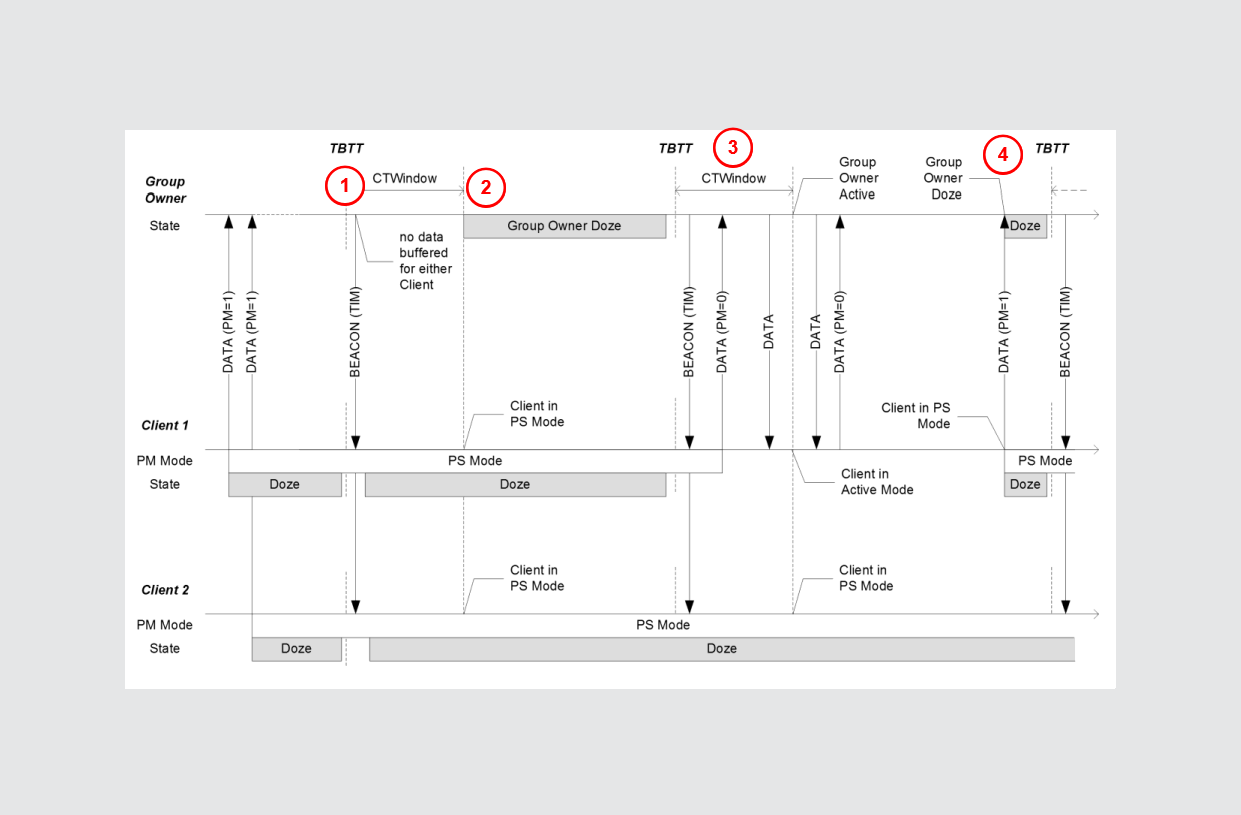 TBTT
TBTT
3
4
TBTT
1
CTWindow
2
CTWindow
Group
Owner
Active
Group
Owner
Doze
Group
Owner
State
Group Owner Doze
Doze
no data
buffered
for either
Client
DATA (PM=1)
DATA (PM=1)
BEACON (TIM)
BEACON (TIM)
DATA (PM=0)
DATA
DATA
DATA (PM=0)
DATA (PM=1)
BEACON (TIM)
Client in
PS Mode
Client in PS
Mode
Client 1
PM Mode
PS Mode
PS Mode
State
Doze
Doze
Doze
Client in
Active Mode
Client in
PS Mode
Client in
PS Mode
Client 2
PM Mode
PS Mode
State
Doze
Doze